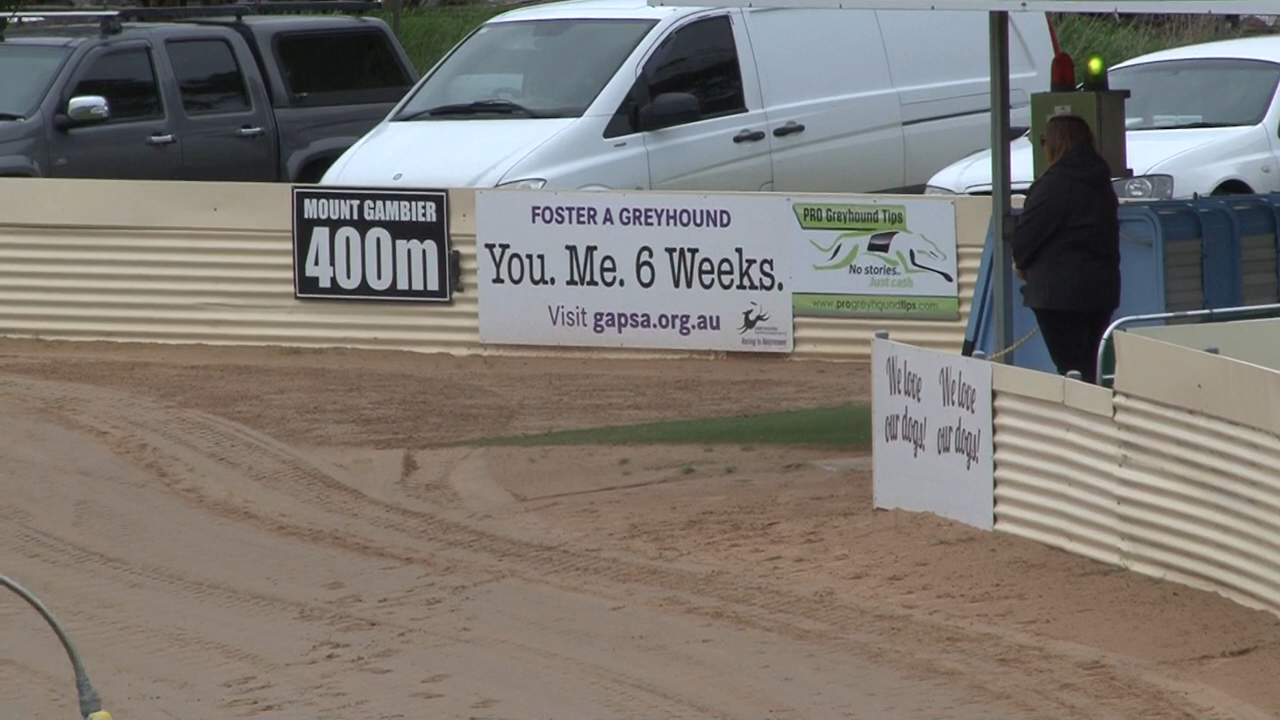 MOUNT GAMBIER
400m
FOSTER A GREYHOUND
You. Me. 6 Weeks.
Visit gapsa.org.au
PRO Greyhound Tips
No stories..
Just cash
www.progreyhoundtips.com
We love
our dogs!
We love
our dogs!